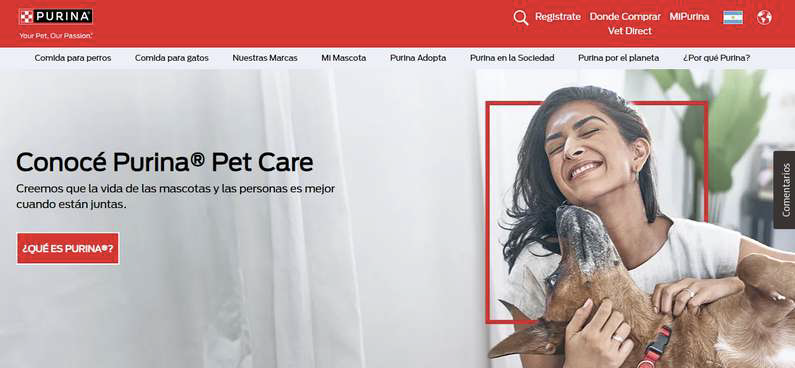 PURINA
Your Pet, Our Passion.®
Registrate Donde Comprar MiPurina
Vet Direct
Comida para perros Comida para gatos Nuestras Marcas Mi Mascota Purina Adopta Purina en la Sociedad Purina por el planeta ¿Por qué Purina?
Conocé Purina® Pet Care
Creemos que la vida de las mascotas y las personas es mejor
cuando están juntas.
¿QUÉ ES PURINA®?
Comentarios